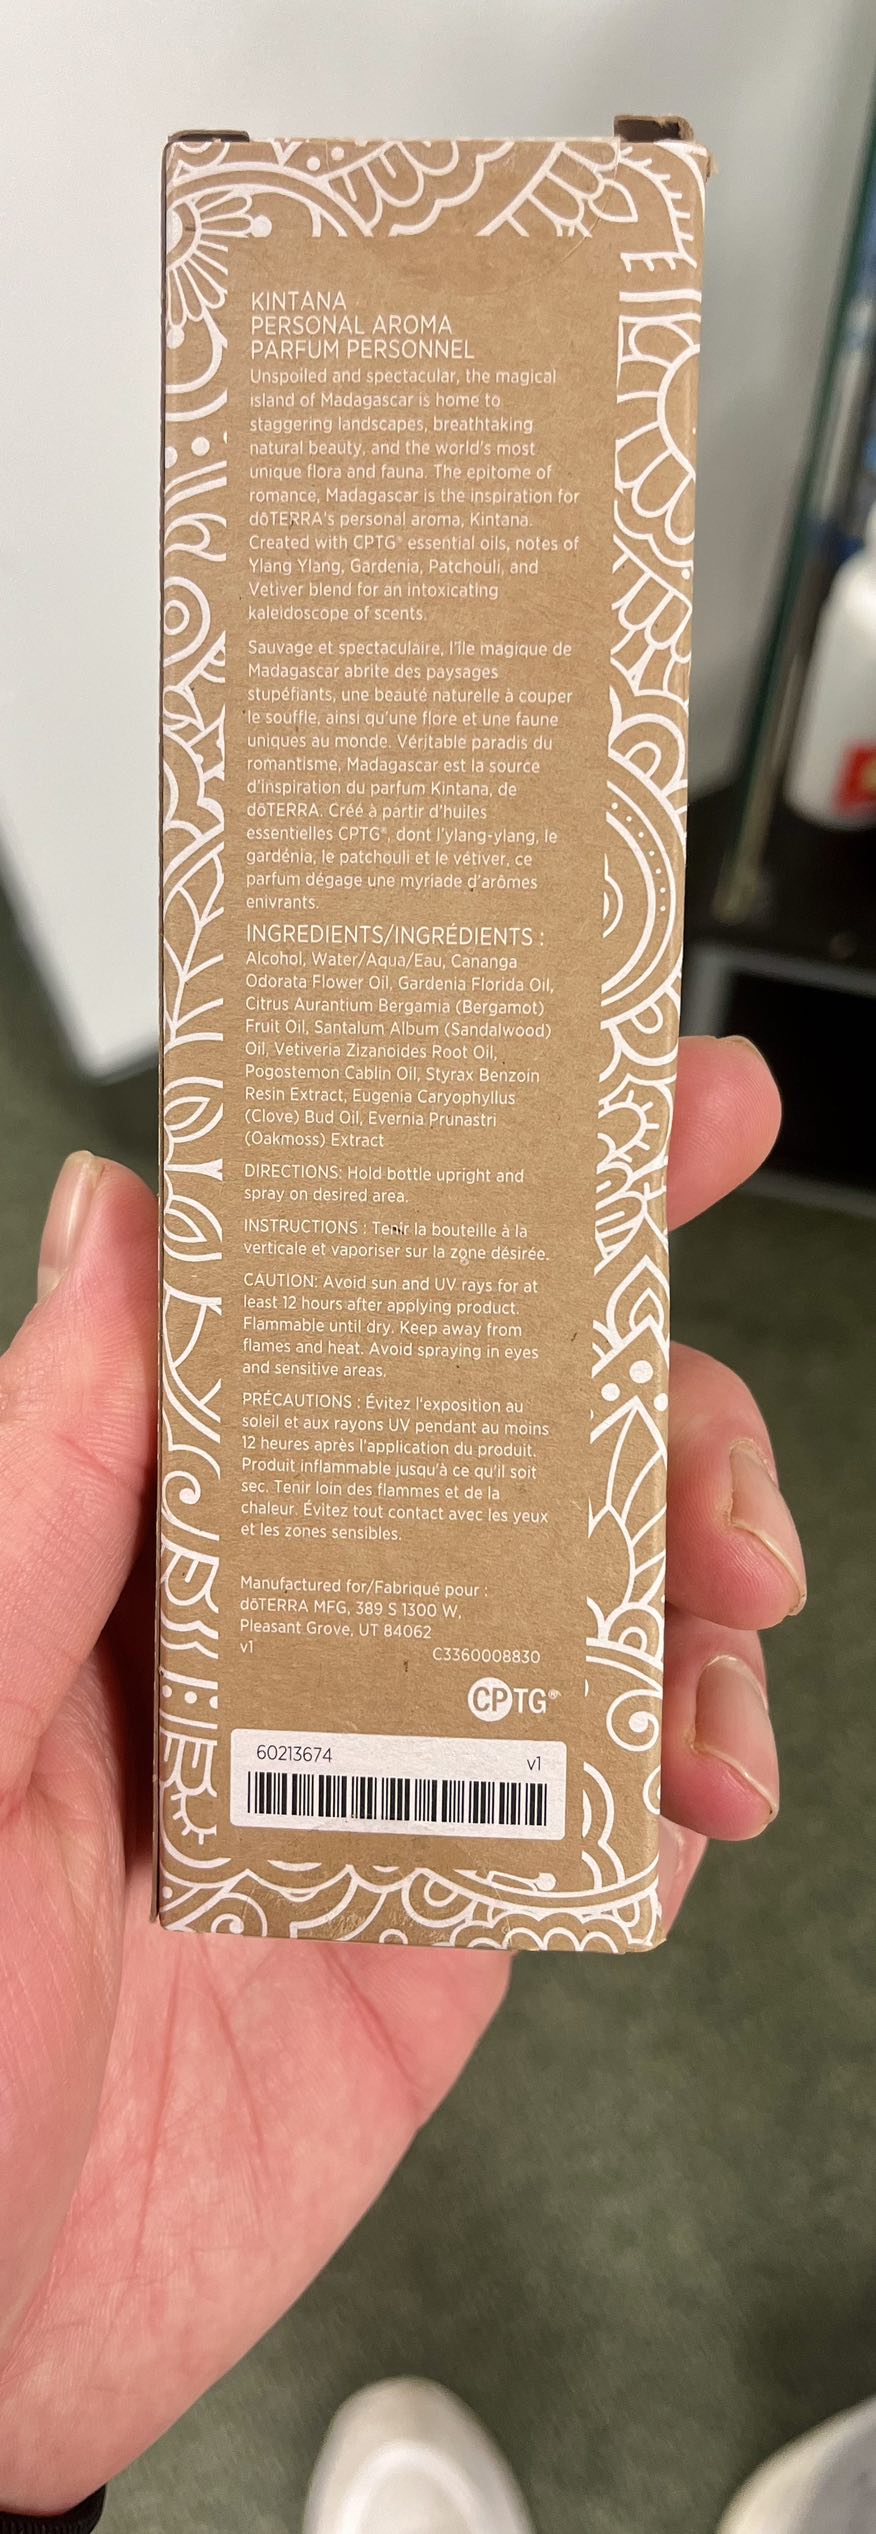 KINTANA
PERSONAL AROMA
PARFUM PERSONNEL
Unspoiled and spectacular, the magical
island of Madagascar is home to
staggering landscapes, breathtaking
natural beauty, and the world's most
unique flora and fauna. The epitome of
romance, Madagascar is the inspiration for
dōTERRA's personal aroma, Kintana.
Created with CPTG® essential oils, notes of
Ylang Ylang, Gardenia, Patchouli, and
Vetiver blend for an intoxicating
kaleidoscope of scents.
Sauvage et spectaculaire, l'île magique de
Madagascar abrite des paysages
stupéfiants, une beauté naturelle à couper
le souffle, ainsi qu'une flore et une faune
uniques au monde. Véritable paradis du
romantisme, Madagascar est la source
d'inspiration du parfum Kintana, de
dōTERRA. Créé à partir d'huiles
essentielles CPTG®, dont l'ylang-ylang, le
gardénia, le patchouli et le vétiver, ce
parfum dégage une myriade d'arômes
enivrants.
INGREDIENTS/INGRÉDIENTS :
Alcohol, Water/Aqua/Eau, Cananga
Odorata Flower Oil, Gardenia Florida Oil,
Citrus Aurantium Bergamia (Bergamot)
Fruit Oil, Santalum Album (Sandalwood)
Oil, Vetiveria Zizanoides Root Oil,
Pogostemon Cablin Oil, Styrax Benzoin
Resin Extract, Eugenia Caryophyllus
(Clove) Bud Oil, Evernia Prunastri
(Oakmoss) Extract
DIRECTIONS: Hold bottle upright and
spray on desired area.
INSTRUCTIONS : Tenir la bouteille à la
verticale et vaporiser sur la zone désirée.
CAUTION: Avoid sun and UV rays for at
least 12 hours after applying product.
Flammable until dry. Keep away from
flames and heat. Avoid spraying in eyes
and sensitive areas.
PRÉCAUTIONS : Évitez l'exposition au
soleil et aux rayons UV pendant au moins
12 heures après l'application du produit.
Produit inflammable jusqu'à ce qu'il soit
sec. Tenir loin des flammes et de la
chaleur. Évitez tout contact avec les yeux
et les zones sensibles.
Manufactured for/Fabriqué pour :
dōTERRA MFG, 389 S 1300 W,
Pleasant Grove, UT 84062
v1 C3360008830
CPTG®
60213674 v1